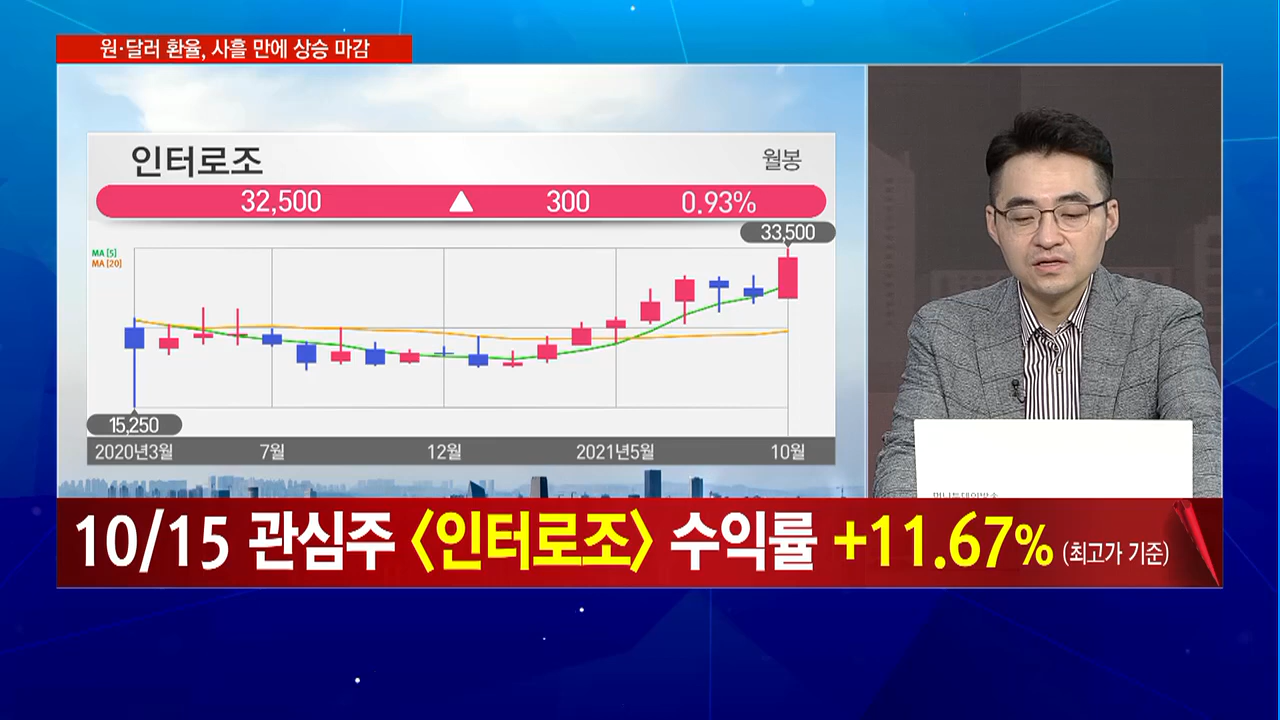 원·달러 환율, 사흘 만에 상승 마감
인터로조
월봉
32,500 ▲ 300 0.93%
33,500
MA [5]
MA [20]
15,250
2020년3월 7월 12월 2021년5월 10월
10/15 관심주 <인터로조> 수익률 +11.67% (최고가 기준)